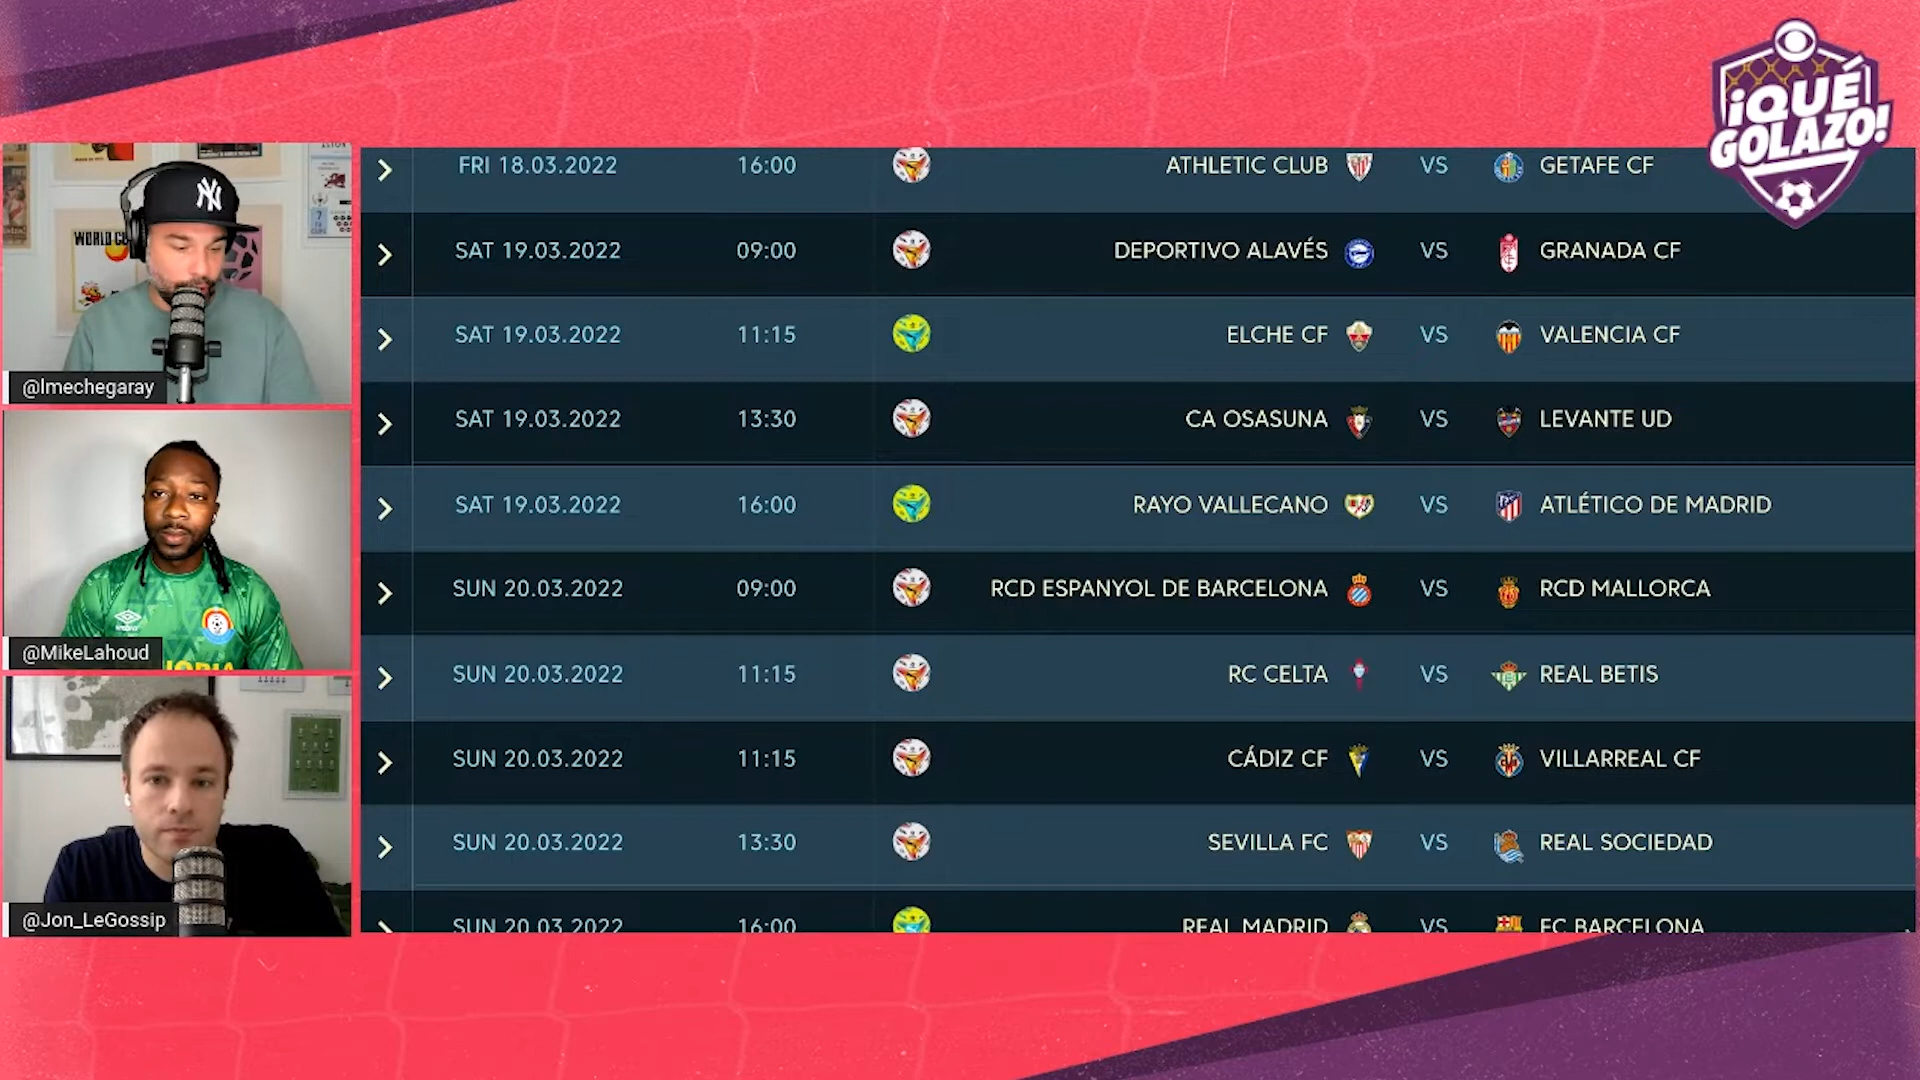 ¡QUÉ
GOLAZO!
FRI 18.03.2022 16:00 ATHLETIC CLUB VS GETAFE CF
SAT 19.03.2022 09:00 DEPORTIVO ALAVÉS VS GRANADA CF
SAT 19.03.2022 11:15 ELCHE CF VS VALENCIA CF
SAT 19.03.2022 13:30 CA OSASUNA VS LEVANTE UD
SAT 19.03.2022 16:00 RAYO VALLECANO VS ATLÉTICO DE MADRID
SUN 20.03.2022 09:00 RCD ESPANYOL DE BARCELONA VS RCD MALLORCA
SUN 20.03.2022 11:15 RC CELTA VS REAL BETIS
SUN 20.03.2022 11:15 CÁDIZ CF VS VILLARREAL CF
SUN 20.03.2022 13:30 SEVILLA FC VS REAL SOCIEDAD
SUN 20.03.2022 16:00 REAL MADRID VS FC BARCELONA
WORLD CU
NY
@lmechegaray
@MikeLahoud
@Jon_LeGossip